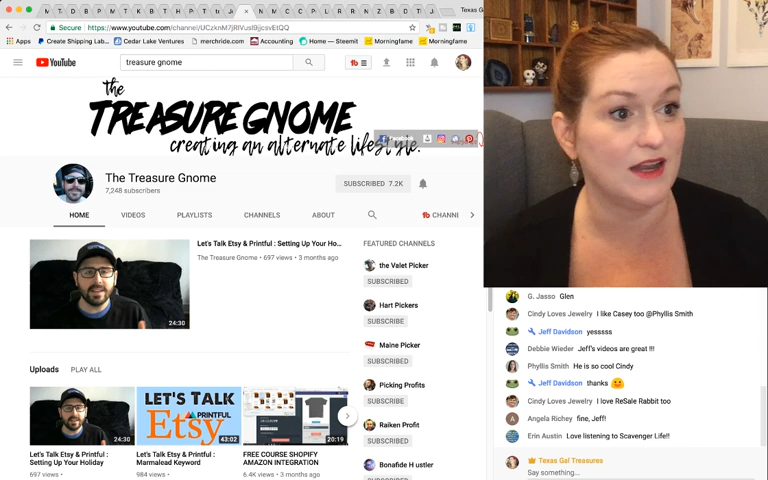 Texas G
Secure
https://www.youtube.com/channel/UCzknM7jRlVusI9jjcsvEtQQ
Apps
Create Shipping Lab...
Cedar Lake Ventures
merchride.com
Accounting
Home — Steemit
Morningfame
Morningfame
YouTube
treasure gnome
the
TREASURE GNOME
creating an alternate lifestyle.
Facebook
The Treasure Gnome
7,248 subscribers
SUBSCRIBED 7.2K
HOME
VIDEOS
PLAYLISTS
CHANNELS
ABOUT
CHANNI
Let's Talk Etsy & Printful : Setting Up Your Ho...
The Treasure Gnome • 697 views • 3 months ago
24:30
FEATURED CHANNELS
the Valet Picker
SUBSCRIBED
Hart Pickers
SUBSCRIBE
Maine Picker
SUBSCRIBED
Picking Profits
SUBSCRIBE
Raiken Profit
SUBSCRIBED
Bonafide H ustler
Uploads
PLAY ALL
24:30
LET'S TALK
PRINTFUL
Etsy
43:02
20:19
Let's Talk Etsy & Printful :
Setting Up Your Holiday
697 views •
Let's Talk Etsy & Printful :
Marmalead Keyword
984 views •
FREE COURSE SHOPIFY
AMAZON INTEGRATION
6.4K views • 3 months ago
G. Jasso Glen
Cindy Loves Jewelry I like Casey too @Phyllis Smith
Jeff Davidson yesssss
Debbie Wieder Jeff's videos are great !!!
Phyllis Smith He is so cool Cindy
Jeff Davidson thanks
Cindy Loves Jewelry I love ReSale Rabbit too
Angela Richey fine, Jeff!
Erin Austin Love listening to Scavenger Life!!
Texas Gal Treasures
Say something...